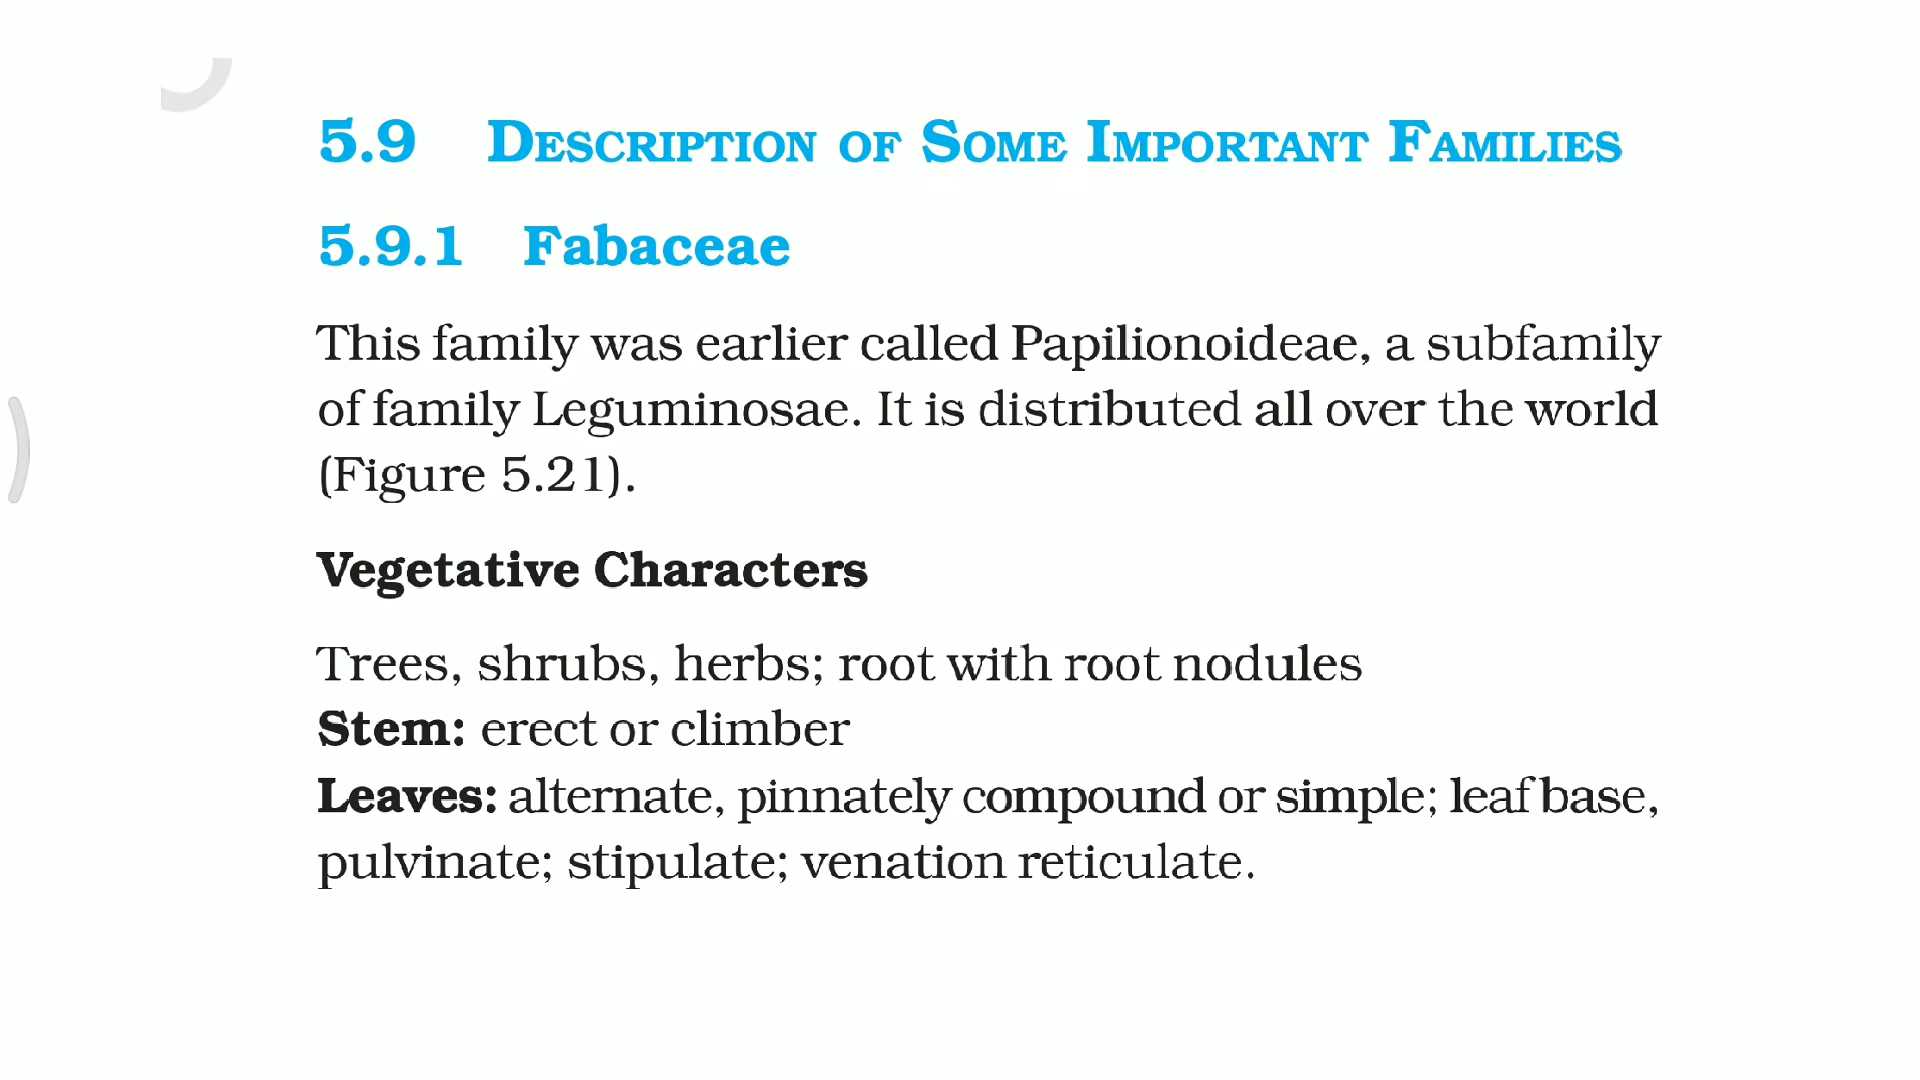 5.9 Description of Some Important Families
5.9.1 Fabaceae
This family was earlier called Papilionoideae, a subfamily
of family Leguminosae. It is distributed all over the world
(Figure 5.21).
Vegetative Characters
Trees, shrubs, herbs; root with root nodules
Stem: erect or climber
Leaves: alternate, pinnately compound or simple; leaf base,
pulvinate; stipulate; venation reticulate.